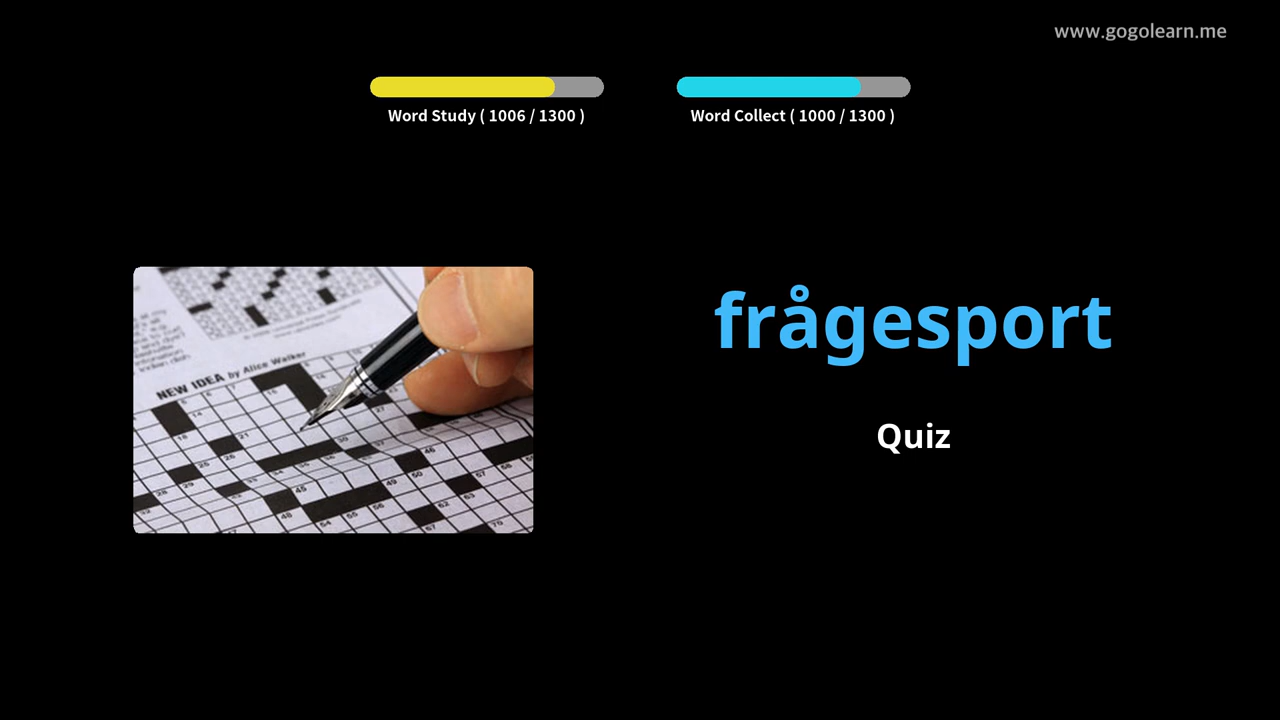 www.gogolearn.me
Word Study ( 1006 / 1300 )
Word Collect ( 1000 / 1300 )
frågesport
Quiz
NEW IDEA by Alice Walker